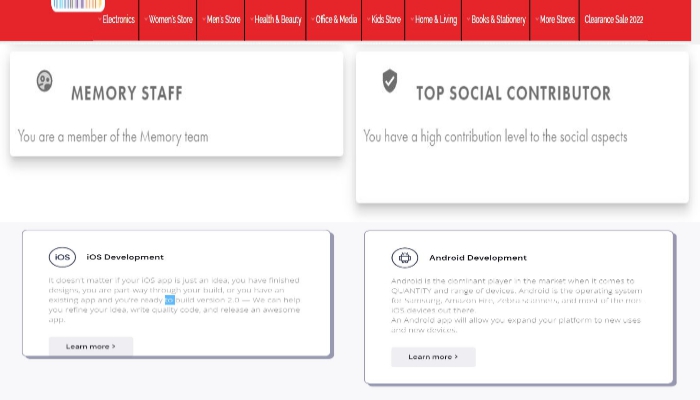 Electronics Women's Store Men's Store Health & Beauty Office & Media Kids Store Home & Living Books & Stationery More Stores Clearance Sale 2022
MEMORY STAFF
You are a member of the Memory team
TOP SOCIAL CONTRIBUTOR
You have a high contribution level to the social aspects
iOS iOS Development
It doesn't matter if your iOS app is just an idea, you have finished
designs, you are part way through your build, or you have an
existing app and you're ready to build version 2.0 — We can help
you refine your idea, write quality code, and release an awesome
app.
Learn more >
Android Development
Android is the dominant player in the market when it comes to
QUANTITY and range of devices. Android is the operating system
for Samsung, Amazon Fire, zebra scanners, and most of the non-
iOS devices out there.
An Android app will allow you expand your platform to new uses
and new devices.
Learn more >